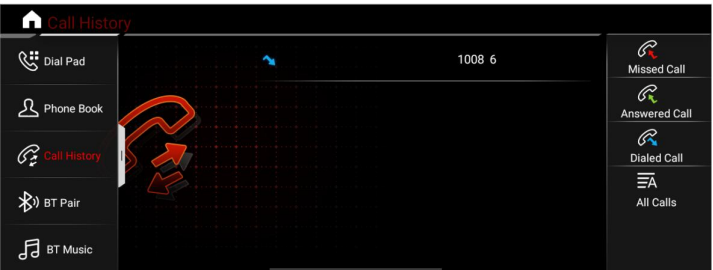 Call History
Dial Pad
Phone Book
Call History
BT Pair
BT Music
1008 6
Missed Call
Answered Call
Dialed Call
All Calls